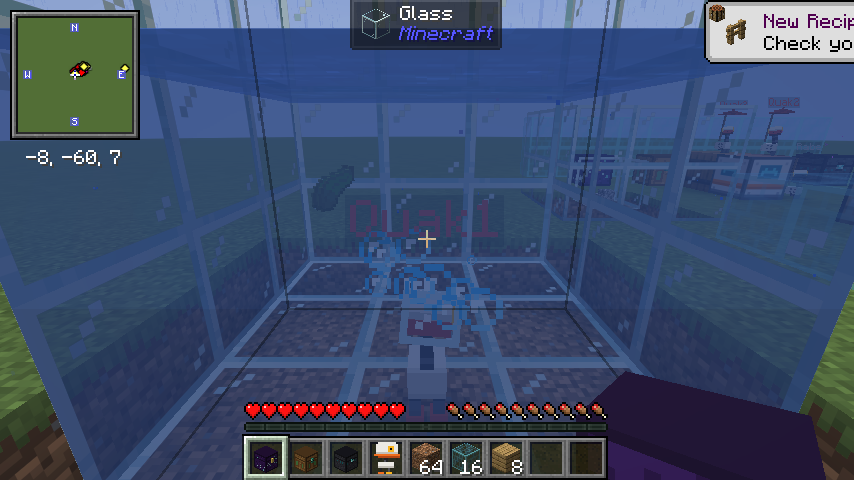 Glass
Minecraft
New Recip
Check yo
N
W
E
S
-8, -60, 7
Quak1
64
16
8